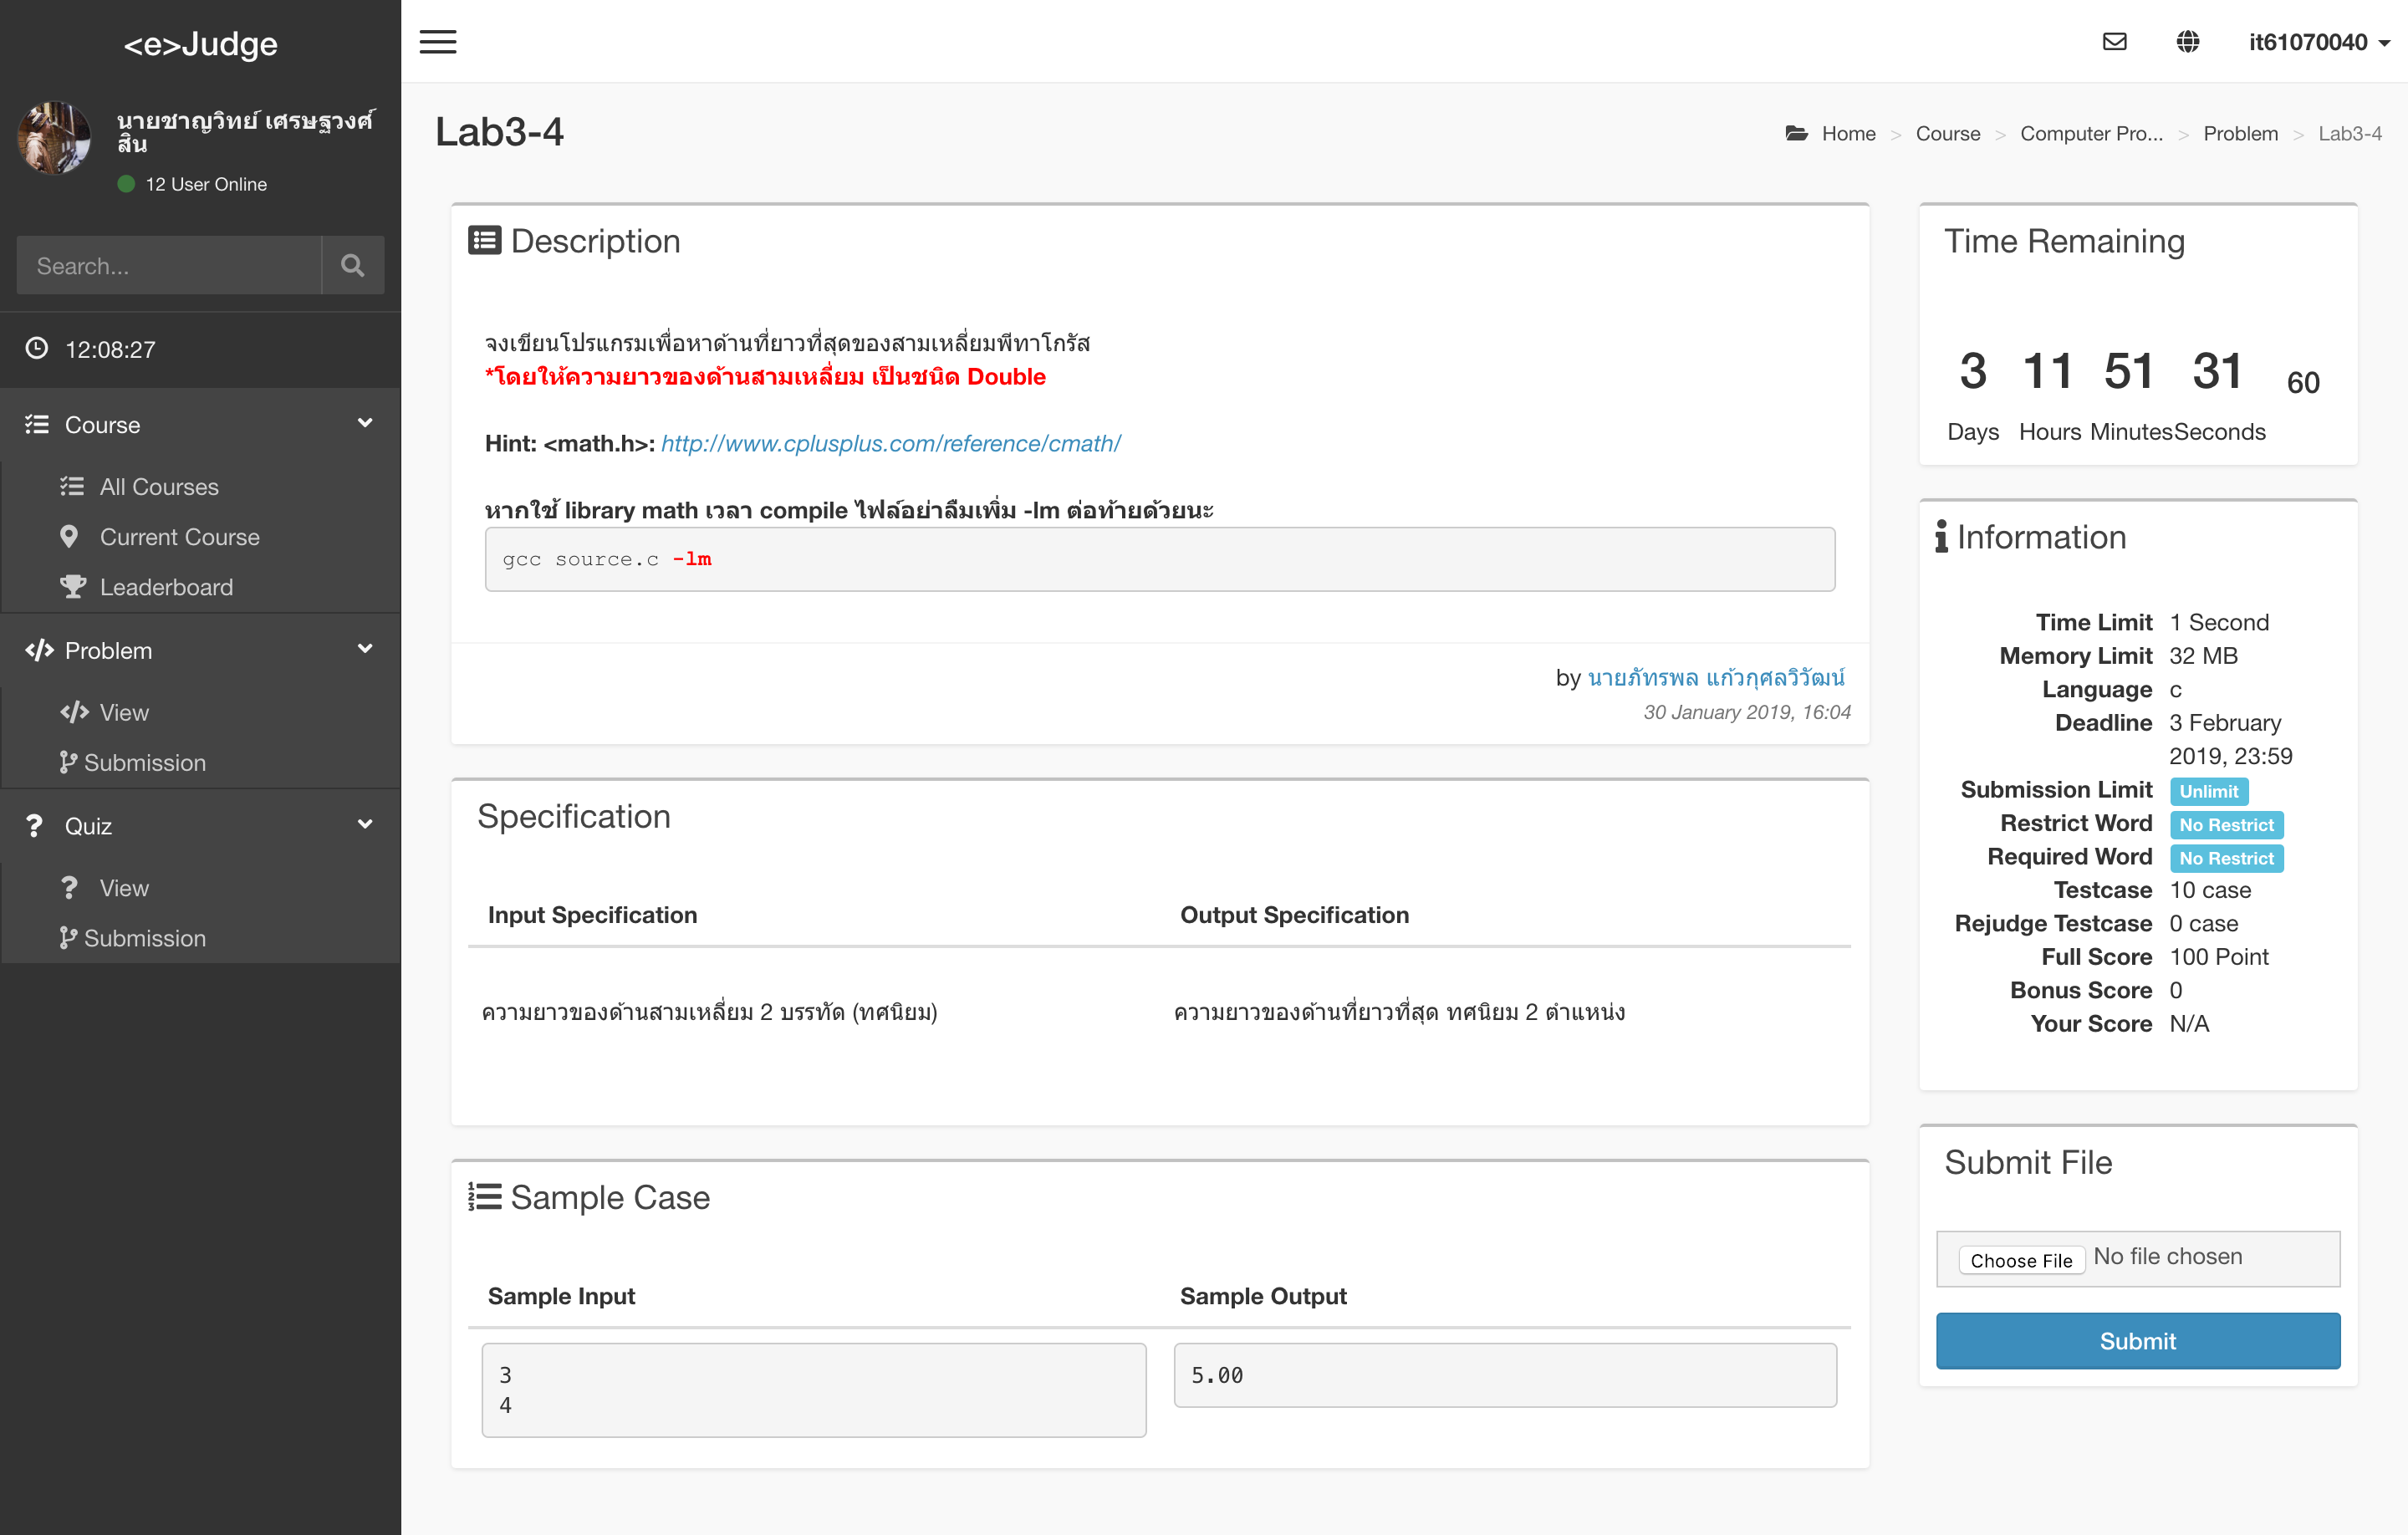 <e>Judge
นายชาญวิทย์ เศรษฐวงศ์
สิน
12 User Online
Search...
12:08:27
Course
All Courses
Current Course
Leaderboard
Problem
View
Submission
Quiz
View
Submission
it61070040
Lab3-4
Home > Course > Computer Pro... > Problem > Lab3-4
Description
จงเขียนโปรแกรมเพื่อหาด้านที่ยาวที่สุดของสามเหลี่ยมพีทาโกรัส
*โดยให้ความยาวของด้านสามเหลี่ยม เป็นชนิด Double
Hint: <math.h>: http://www.cplusplus.com/reference/cmath/
หากใช้ library math เวลา compile ไฟล์อย่าลืมเพิ่ม -lm ต่อท้ายด้วยนะ
gcc source.c -lm
by นายภัทรพล แก้วกุศลวิวัฒน์
30 January 2019, 16:04
Specification
Input Specification Output Specification
ความยาวของด้านสามเหลี่ยม 2 บรรทัด (ทศนิยม) ความยาวของด้านที่ยาวที่สุด ทศนิยม 2 ตำแหน่ง
Sample Case
Sample Input Sample Output
3
4
5.00
Time Remaining
3 11 51 31 60
Days Hours Minutes Seconds
Information
Time Limit 1 Second
Memory Limit 32 MB
Language c
Deadline 3 February
2019, 23:59
Submission Limit Unlimit
Restrict Word No Restrict
Required Word No Restrict
Testcase 10 case
Rejudge Testcase 0 case
Full Score 100 Point
Bonus Score 0
Your Score N/A
Submit File
Choose File No file chosen
Submit